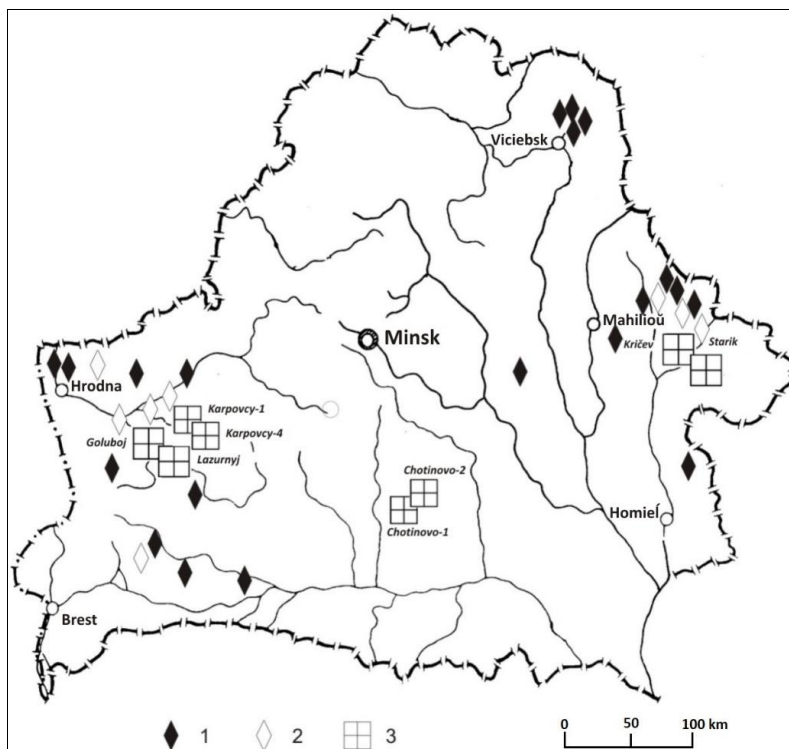 Viciebsk
Minsk
Mahilioŭ
Kričev
Starik
Hrodna
Karpovcy-1
Karpovcy-4
Goluboj
Lazurnyj
Chotinovo-2
Chotinovo-1
Homieĺ
Brest
1
2
3
0 50 100 km